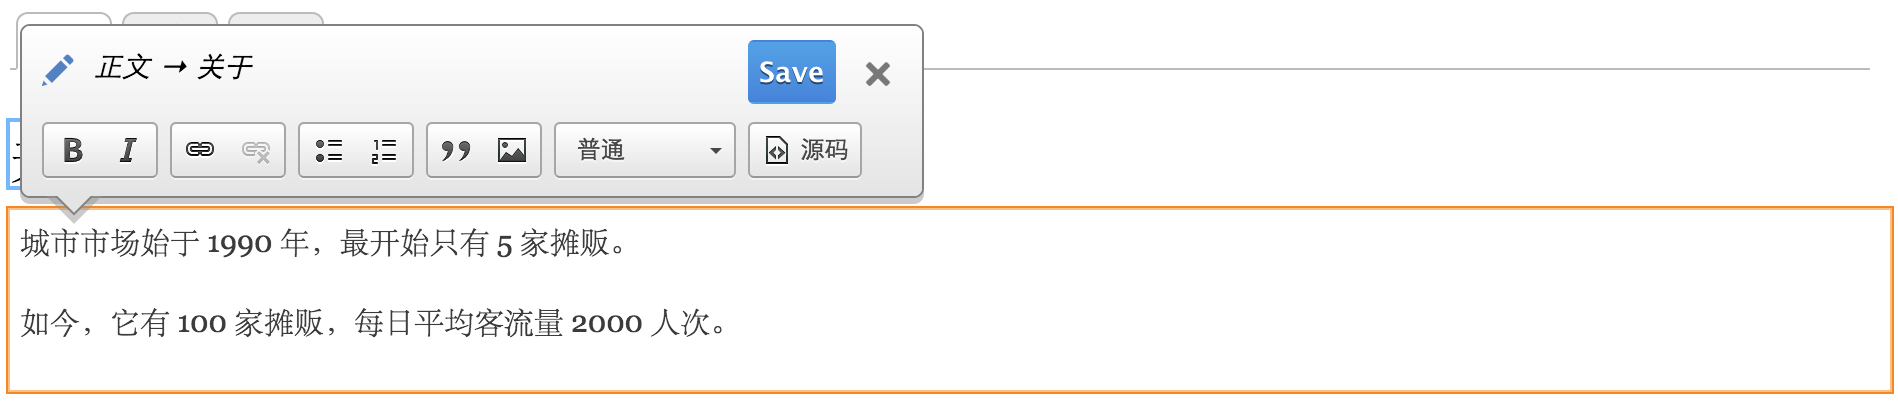 正文 → 关于
Save
B I
普通
源码
城市市场始于 1990 年，最开始只有 5 家摊贩。
如今，它有 100 家摊贩，每日平均客流量 2000 人次。